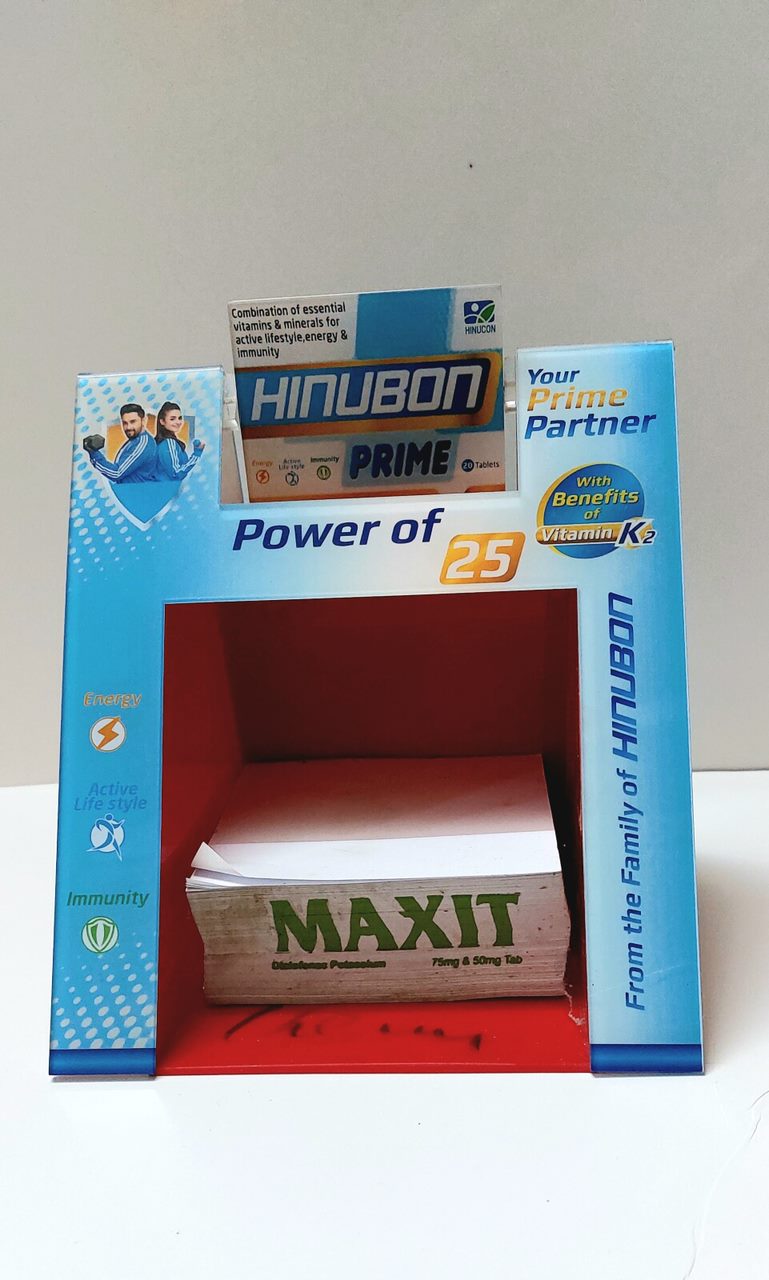 Combination of essential
vitamins & minerals for
active lifestyle,energy &
immunity
HINUCON
HINUBON
Energy
Active
Life style
Immunity
PRIME
20 Tablets
Your
Prime
Partner
With
Benefits
of
Vitamin K2
Power of
25
Energy
Active
Life style
Immunity
From the Family of HINUBON
MAXIT
Diclofenac Potassium 75mg & 50mg Tab